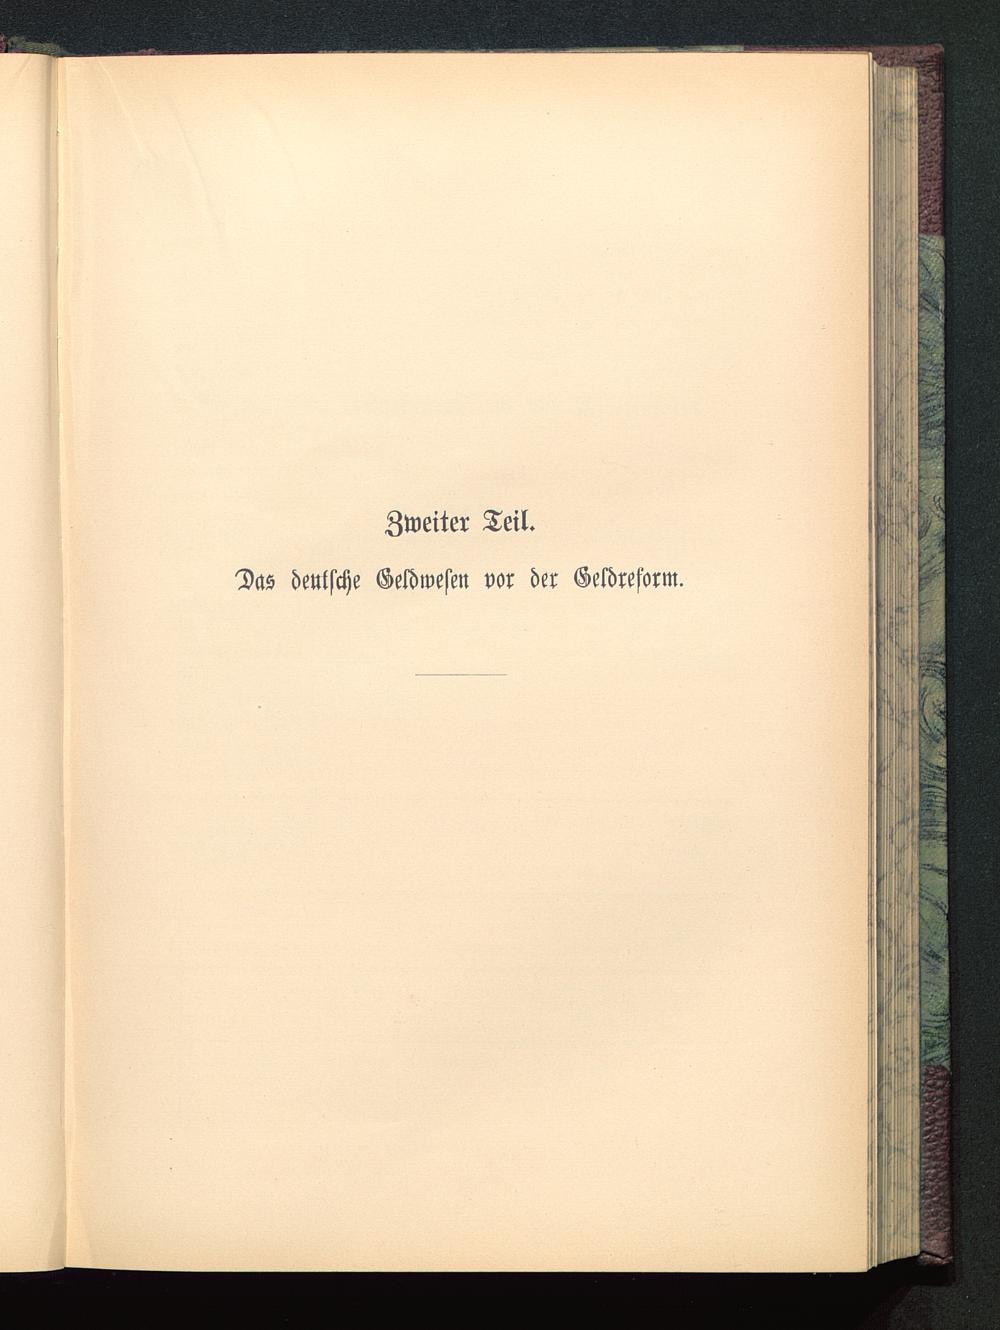 Zweiter Teil.
Das deutſche Geldweſen vor der Geldreform.